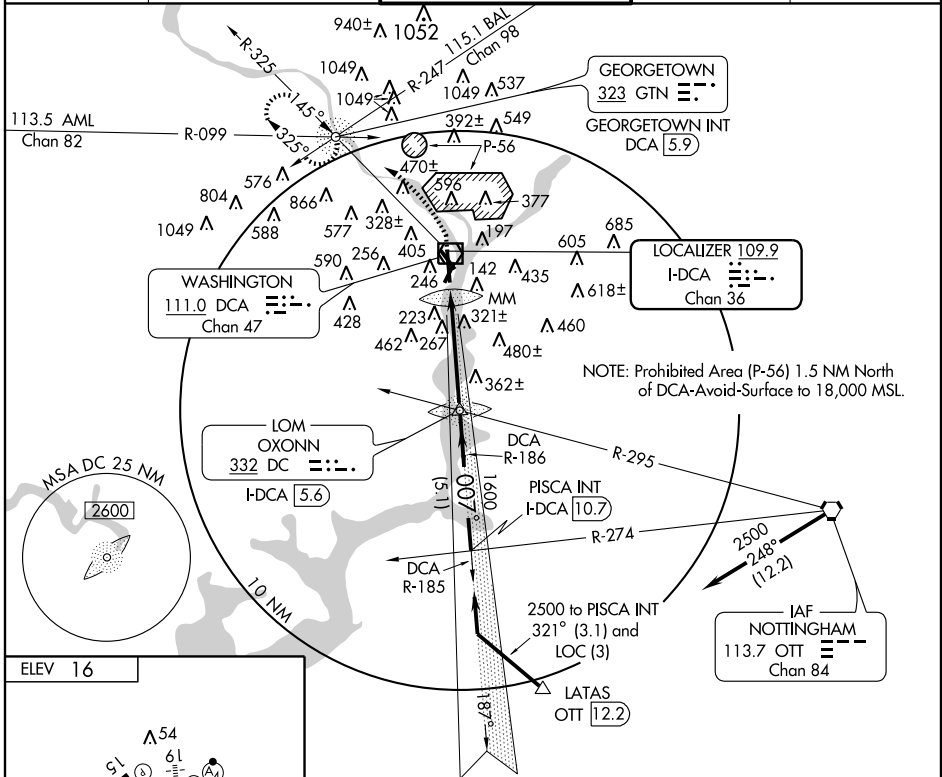 940±
1052
115.1 BAL
Chan 98
R-247
R-325
1049
1049
1049
537
GEORGETOWN
323 GTN
GEORGETOWN INT
DCA 5.9
145°
325°
113.5 AML
Chan 82
R-099
392±
549
P-56
470±
576
596
377
804
866
1049
588
577
328±
405
197
605
685
590
256
246
142
435
618±
LOCALIZER 109.9
I-DCA
Chan 36
WASHINGTON
111.0 DCA
Chan 47
MM
428
223
321±
460
462
267
480±
362±
NOTE: Prohibited Area (P-56) 1.5 NM North
of DCA-Avoid-Surface to 18,000 MSL.
LOM
OXONN
332 DC
I-DCA 5.6
DCA
R-186
R-295
MSA DC 25 NM
2600
007°
(5.1)
1600
PISCA INT
I-DCA 10.7
R-274
2500
248°
(12.2)
DCA
R-185
10 NM
2500 to PISCA INT
321° (3.1) and
LOC (3)
IAF
NOTTINGHAM
113.7 OTT
Chan 84
LATAS
OTT 12.2
187°
ELEV 16
54
19
15
P
A